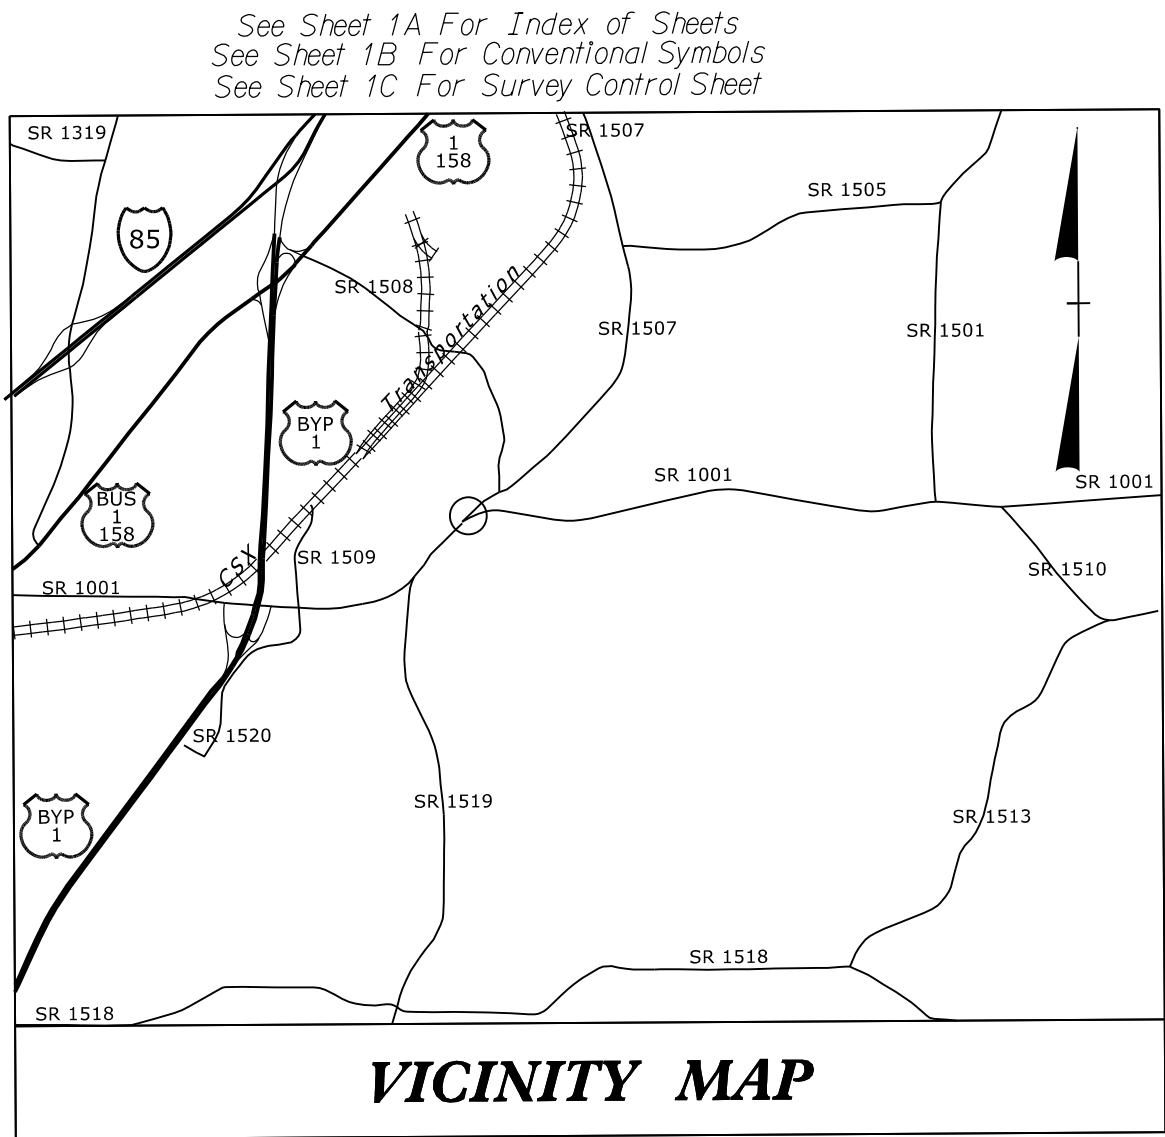 See Sheet 1A For Index of Sheets
See Sheet 1B For Conventional Symbols
See Sheet 1C For Survey Control Sheet
SR 1319
1
158
SR 1507
SR 1505
85
SR 1508
Transportation
SR 1507
SR 1501
BYP
1
SR 1001
SR 1001
BUS
1
158
SR 1509
CSX
SR 1510
SR 1001
SR 1520
SR 1519
BYP
1
SR 1513
SR 1518
SR 1518
VICINITY MAP